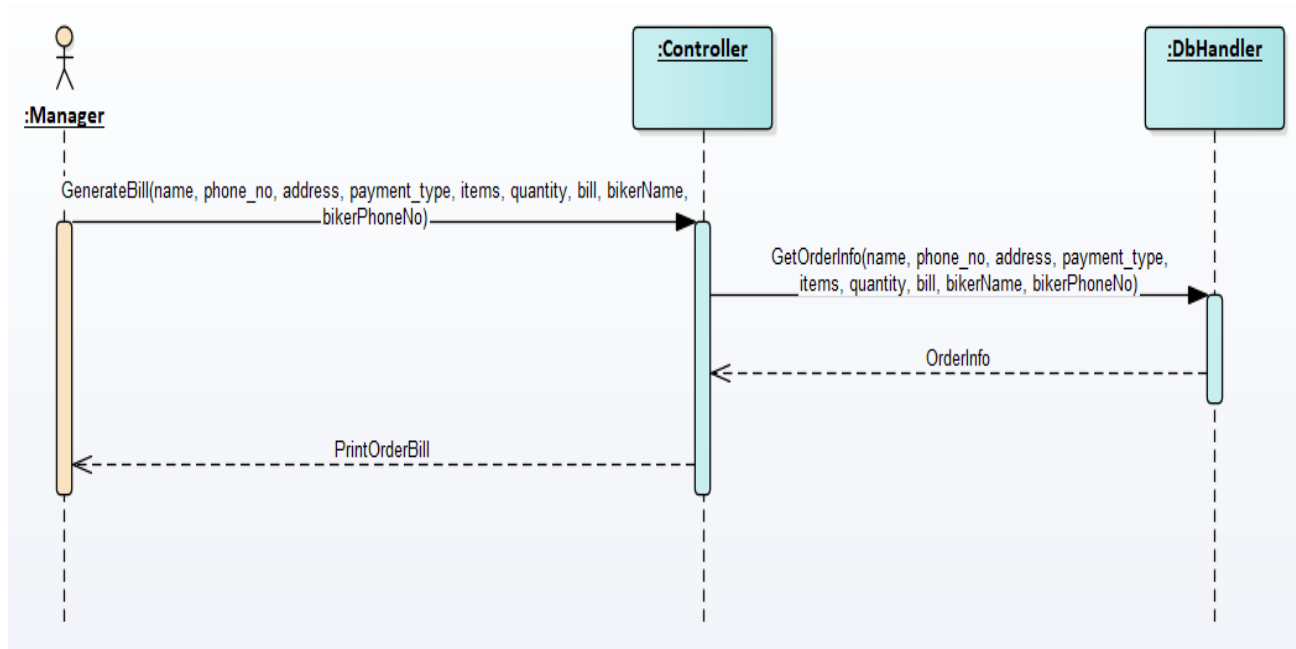 :Controller
:DbHandler
:Manager
GenerateBill(name, phone_no, address, payment_type, items, quantity, bill, bikerName,
bikerPhoneNo)
GetOrderInfo(name, phone_no, address, payment_type,
items, quantity, bill, bikerName, bikerPhoneNo)
OrderInfo
PrintOrderBill